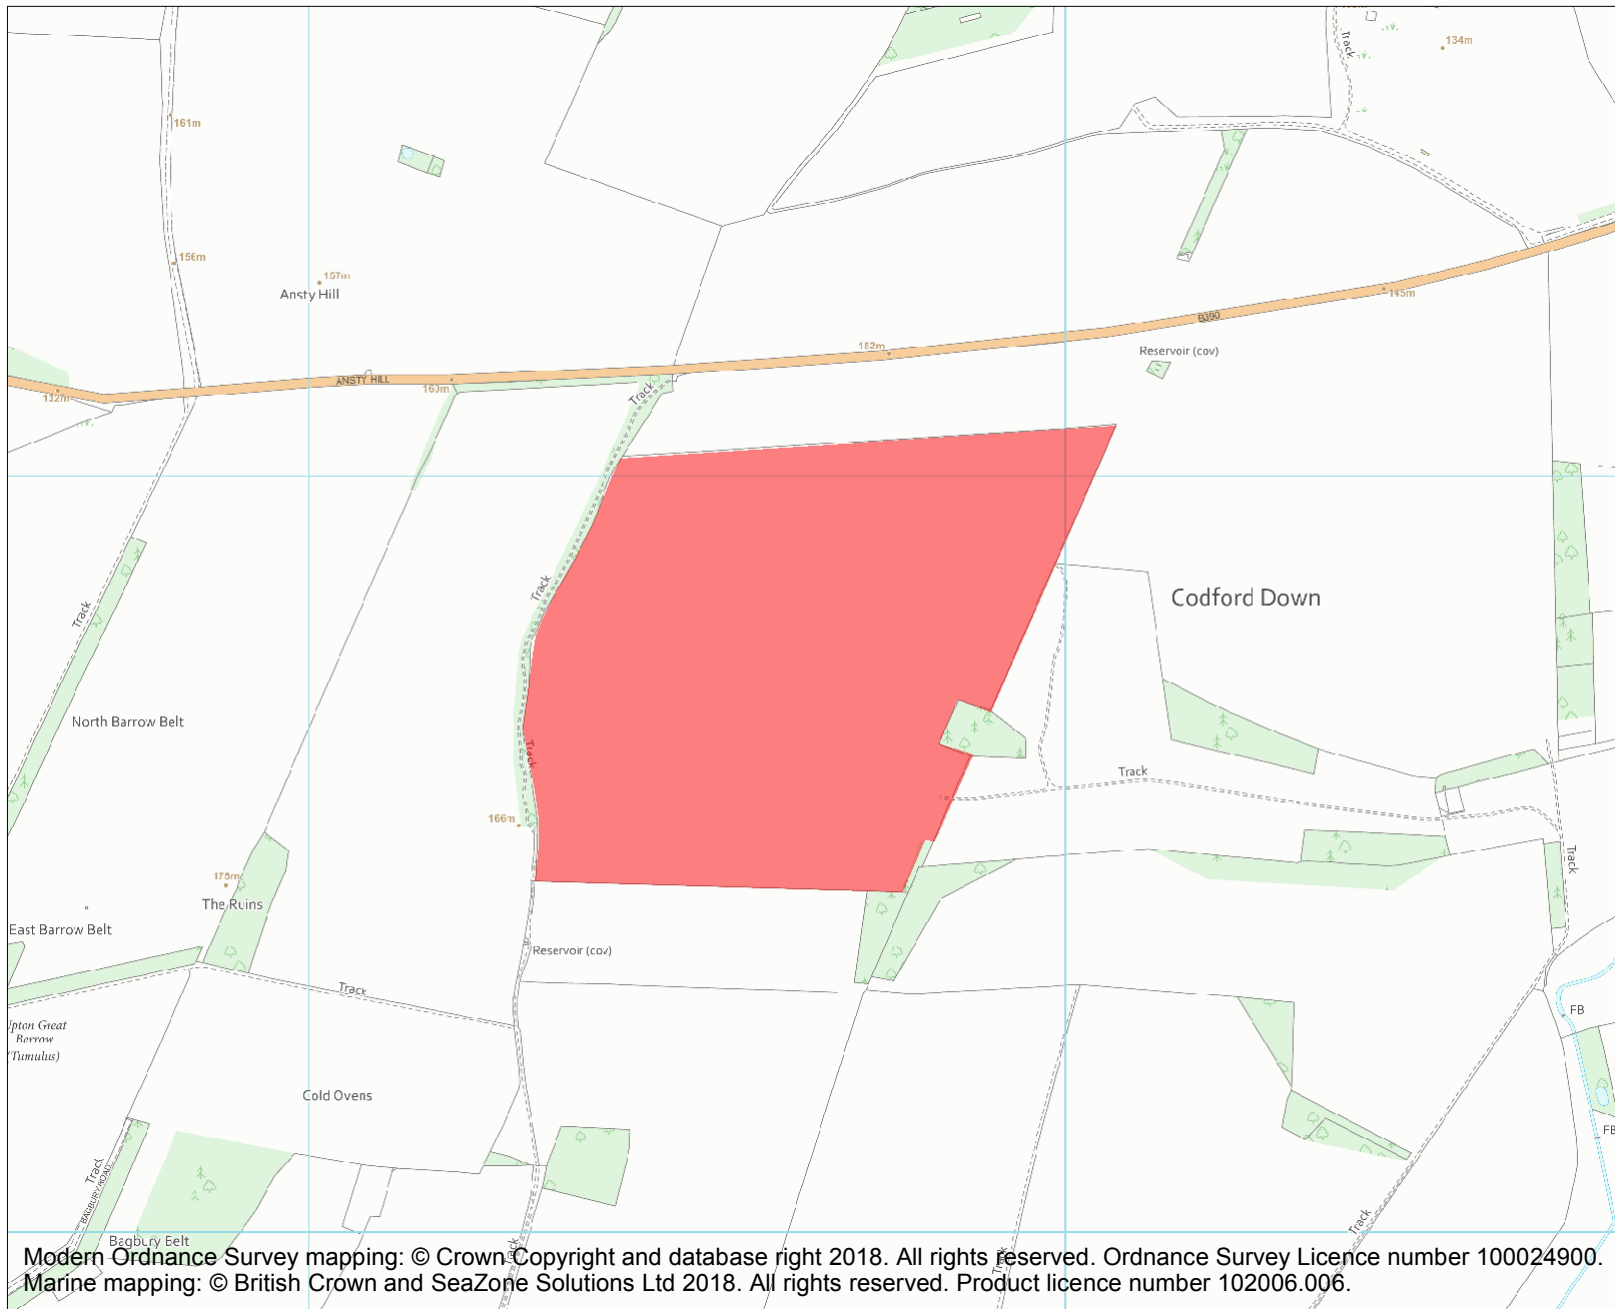 134m
Track
161m
156m
157m
Ansty Hill
145m
B390
152m
Reservoir (cov)
ANSTY HILL
132m
Track
Track
Codford Down
Track
North Barrow Belt
Track
Track
166m
175m
The Ruins
Track
East Barrow Belt
Reservoir (cov)
Track
Upton Great
Barrow
(Tumulus)
FB
Cold Ovens
FB
Track
BAGBURY ROAD
Track
Bagbury Belt
Track
Track
Modern Ordnance Survey mapping: © Crown Copyright and database right 2018. All rights reserved. Ordnance Survey Licence number 100024900.
Marine mapping: © British Crown and SeaZone Solutions Ltd 2018. All rights reserved. Product licence number 102006.006.